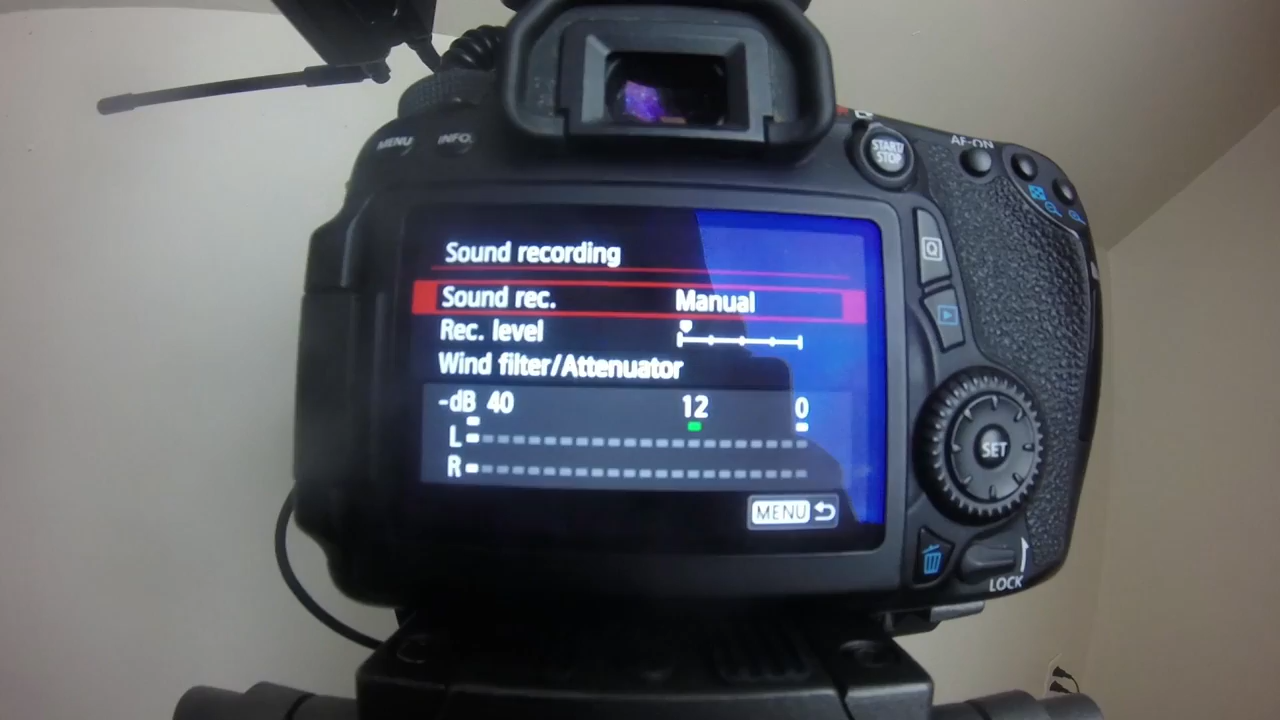 MENU INFO.
START/
STOP
AF-ON
Q
Sound recording
Sound rec. Manual
Rec. level
Wind filter/Attenuator
-dB 40 12 0
L
R
MENU
SET
LOCK